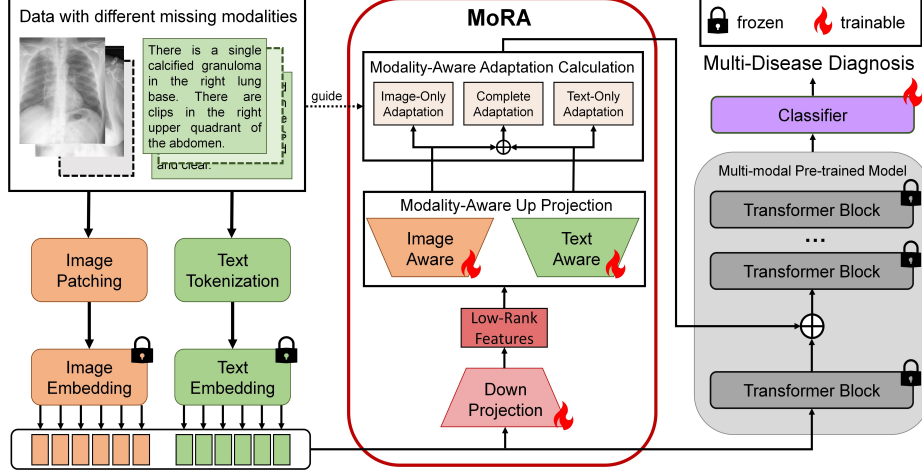 Data with different missing modalities
There is a single
calcified granuloma
in the right lung
base. There are
clips in the right
upper quadrant of
the abdomen.
and clear.
guide
Image
Patching
Text
Tokenization
Image
Embedding
Text
Embedding
MoRA
Modality-Aware Adaptation Calculation
Image-Only
Adaptation
Complete
Adaptation
Text-Only
Adaptation
Modality-Aware Up Projection
Image
Aware
Text
Aware
Low-Rank
Features
Down
Projection
frozen
trainable
Multi-Disease Diagnosis
Classifier
Multi-modal Pre-trained Model
Transformer Block
...
Transformer Block
Transformer Block